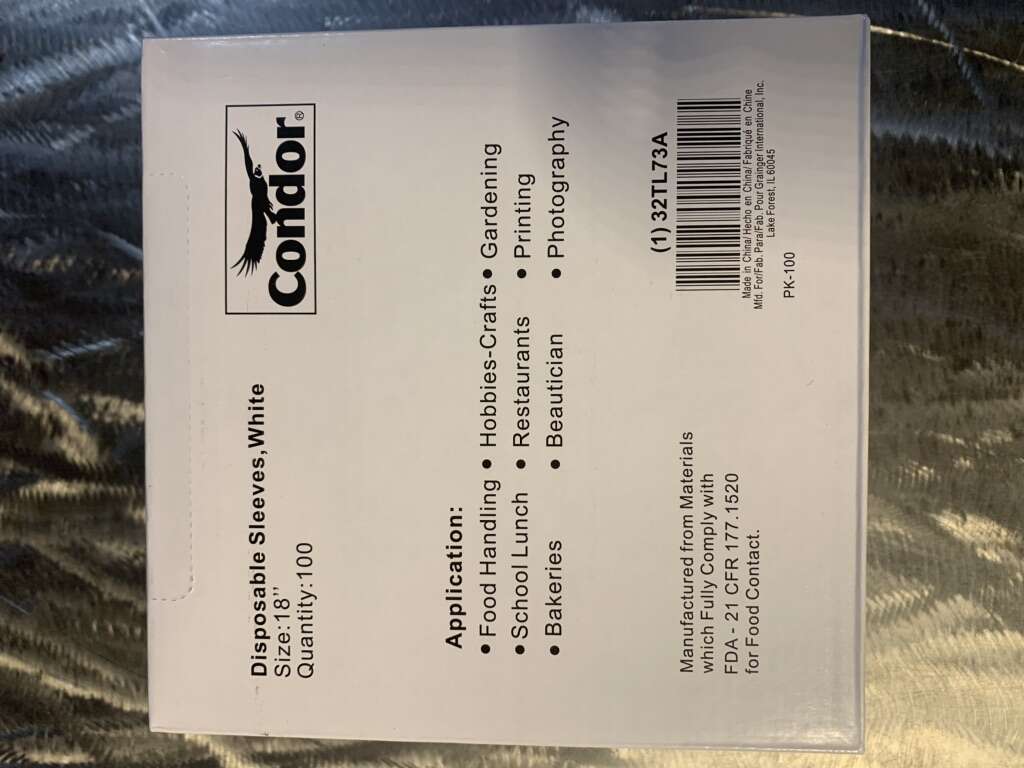 Condor®
Disposable Sleeves,White
Size:18”
Quantity:100
Application:
• Food Handling • Hobbies-Crafts • Gardening
• School Lunch • Restaurants • Printing
• Bakeries • Beautician • Photography
Manufactured from Materials
which Fully Comply with
FDA - 21 CFR 177.1520
for Food Contact.
(1) 32TL73A
Made in China/ Hecho en China/ Fabriqué en Chine
Mfd. For/Fab. Para/Fab. Pour Grainger International, Inc.
Lake Forest, IL 60045
PK-100